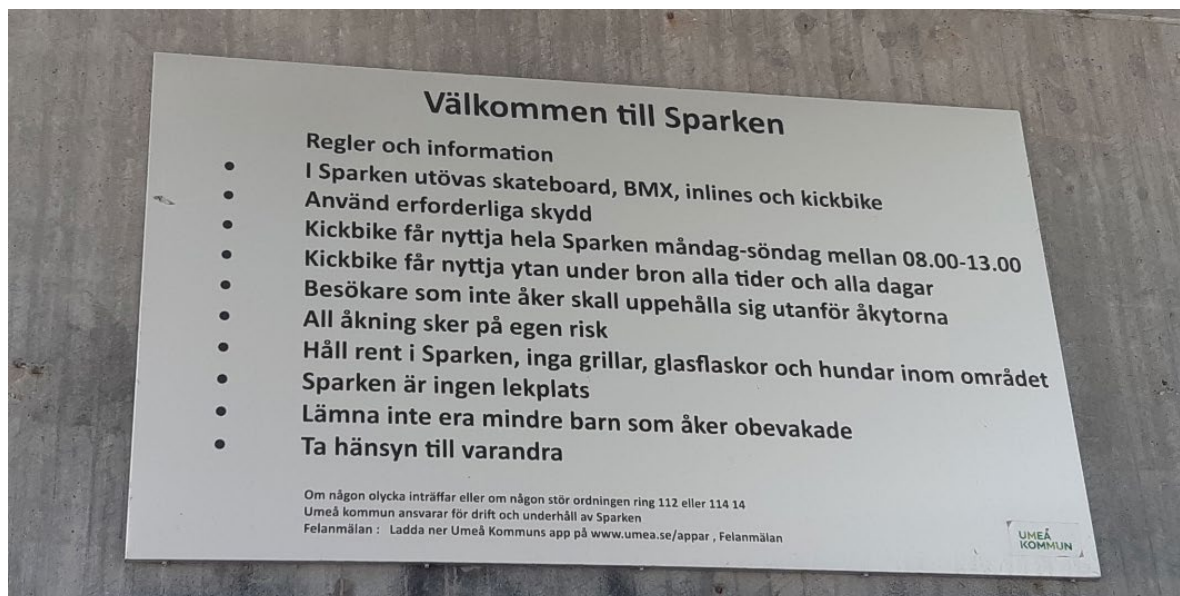 Välkommen till Sparken
Regler och information
• I Sparken utövas skateboard, BMX, inlines och kickbike
• Använd erforderliga skydd
• Kickbike får nyttja hela Sparken måndag-söndag mellan 08.00-13.00
• Kickbike får nyttja ytan under bron alla tider och alla dagar
• Besökare som inte åker skall uppehålla sig utanför åkytorna
• All åkning sker på egen risk
• Håll rent i Sparken, inga grillar, glasflaskor och hundar inom området
• Sparken är ingen lekplats
• Lämna inte era mindre barn som åker obevakade
• Ta hänsyn till varandra
Om någon olycka inträffar eller om någon stör ordningen ring 112 eller 114 14
Umeå kommun ansvarar för drift och underhåll av Sparken
Felanmälan : Ladda ner Umeå Kommuns app på www.umea.se/appar , Felanmälan
UMEÅ
KOMMUN